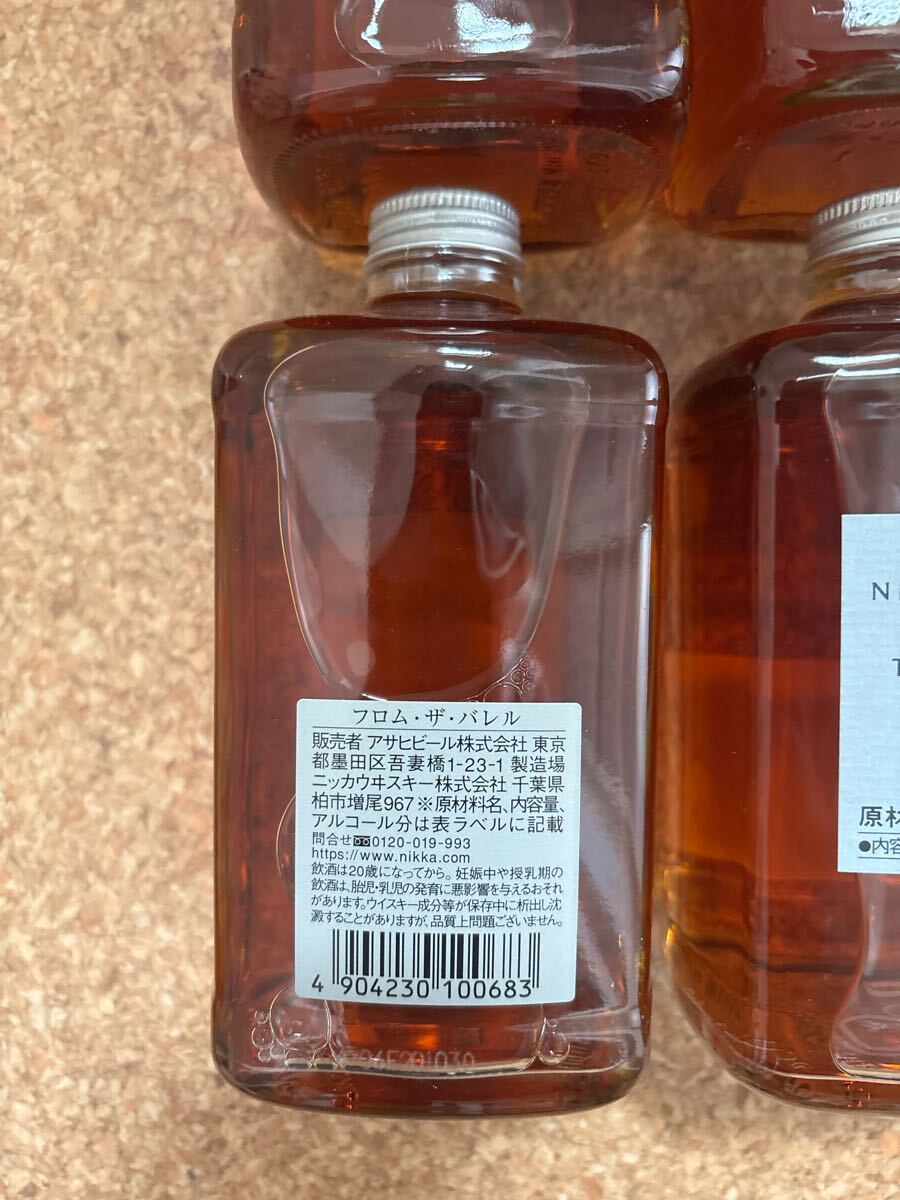 フロム・ザ・バレル
販売者 アサヒビール株式会社 東京
都墨田区吾妻橋1-23-1 製造場
ニッカウヰスキー株式会社 千葉県
柏市増尾967 ※原材料名、内容量、
アルコール分は表ラベルに記載
問合せ 0120-019-993
https://www.nikka.com
飲酒は20歳になってから。妊娠中や授乳期の
飲酒は、胎児・乳児の発育に悪影響を与えるおそれ
があります。ウイスキー成分等が保存中に析出し沈
澱することがありますが、品質上問題ございません。
4 904230 100683
N
T
原材
●内容